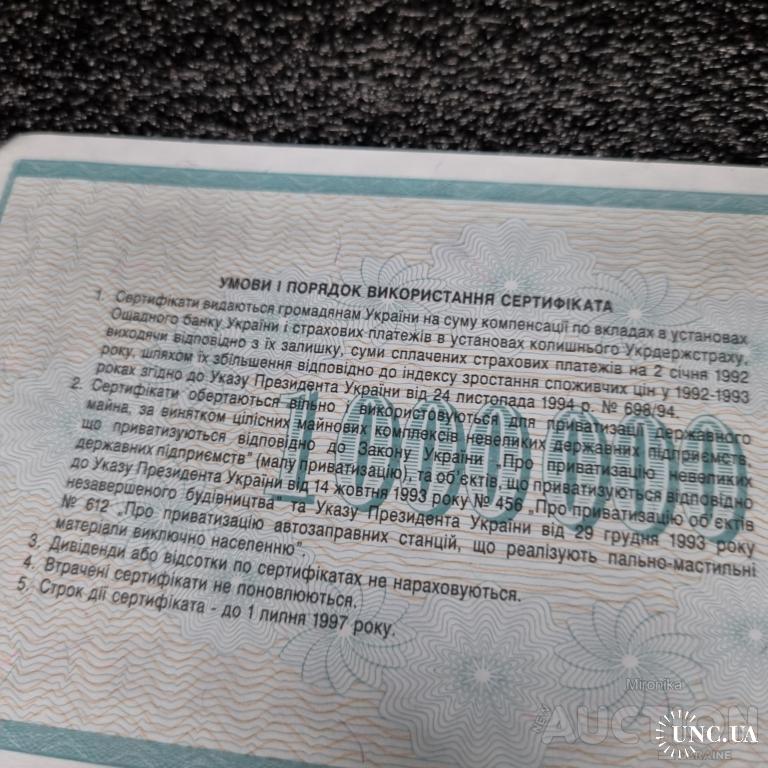 УМОВИ І ПОРЯДОК ВИКОРИСТАННЯ СЕРТИФІКАТА
1. Сертифікати видаються громадянам України на суму компенсації по вкладах в установах
Ощадного банку України і страхових платежів в установах колишнього Укрдержстраху,
виходячи відповідно з їх залишку, суми сплачених страхових платежів на 2 січня 1992
року, шляхом їх збільшення відповідно до індексу зростання споживчих цін у 1992-1993
роках згідно до Указу Президента України від 24 листопада 1994 р. № 698/94.
2. Сертифікати обертаються вільно використовуються для приватизації державного
майна, за винятком цілісних майнових комплексів невеликих державних підприємств,
що приватизуються відповідно до Закону України „Про приватизацію невеликих
державних підприємств" (малу приватизацію), та об'єктів, що приватизуються відповідно
до Указу Президента України від 14 жовтня 1993 року № 456 „Про приватизацію об'єктів
незавершеного будівництва" та Указу Президента України від 29 грудня 1993 року
№ 612 „Про приватизацію автозаправних станцій, що реалізують пально-мастильні
матеріали виключно населенню"
3. Дивіденди або відсотки по сертифікатах не нараховуються.
4. Втрачені сертифікати не поновлюються.
5. Строк дії сертифіката - до 1 липня 1997 року.
1000000
Mironika
NEW
AUCTION
UKRAINE
UNC.UA